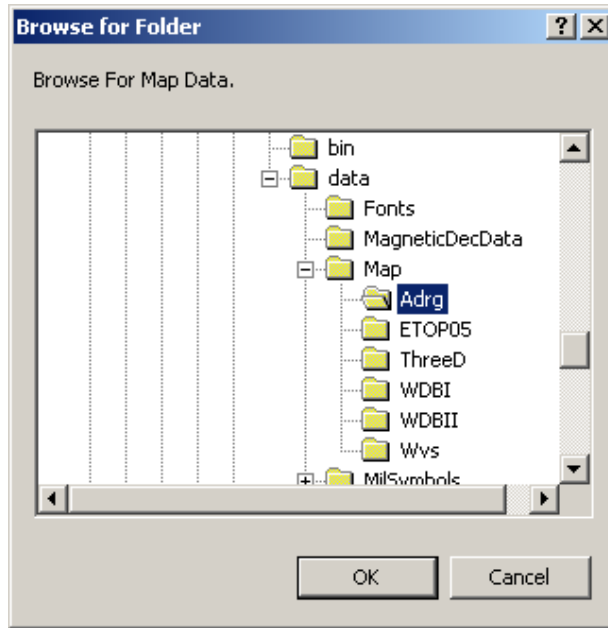 Browse for Folder
Browse For Map Data.
bin
data
Fonts
MagneticDecData
Map
Adrg
ETOP05
ThreeD
WDBI
WDBII
Wvs
MilSymbols
OK Cancel